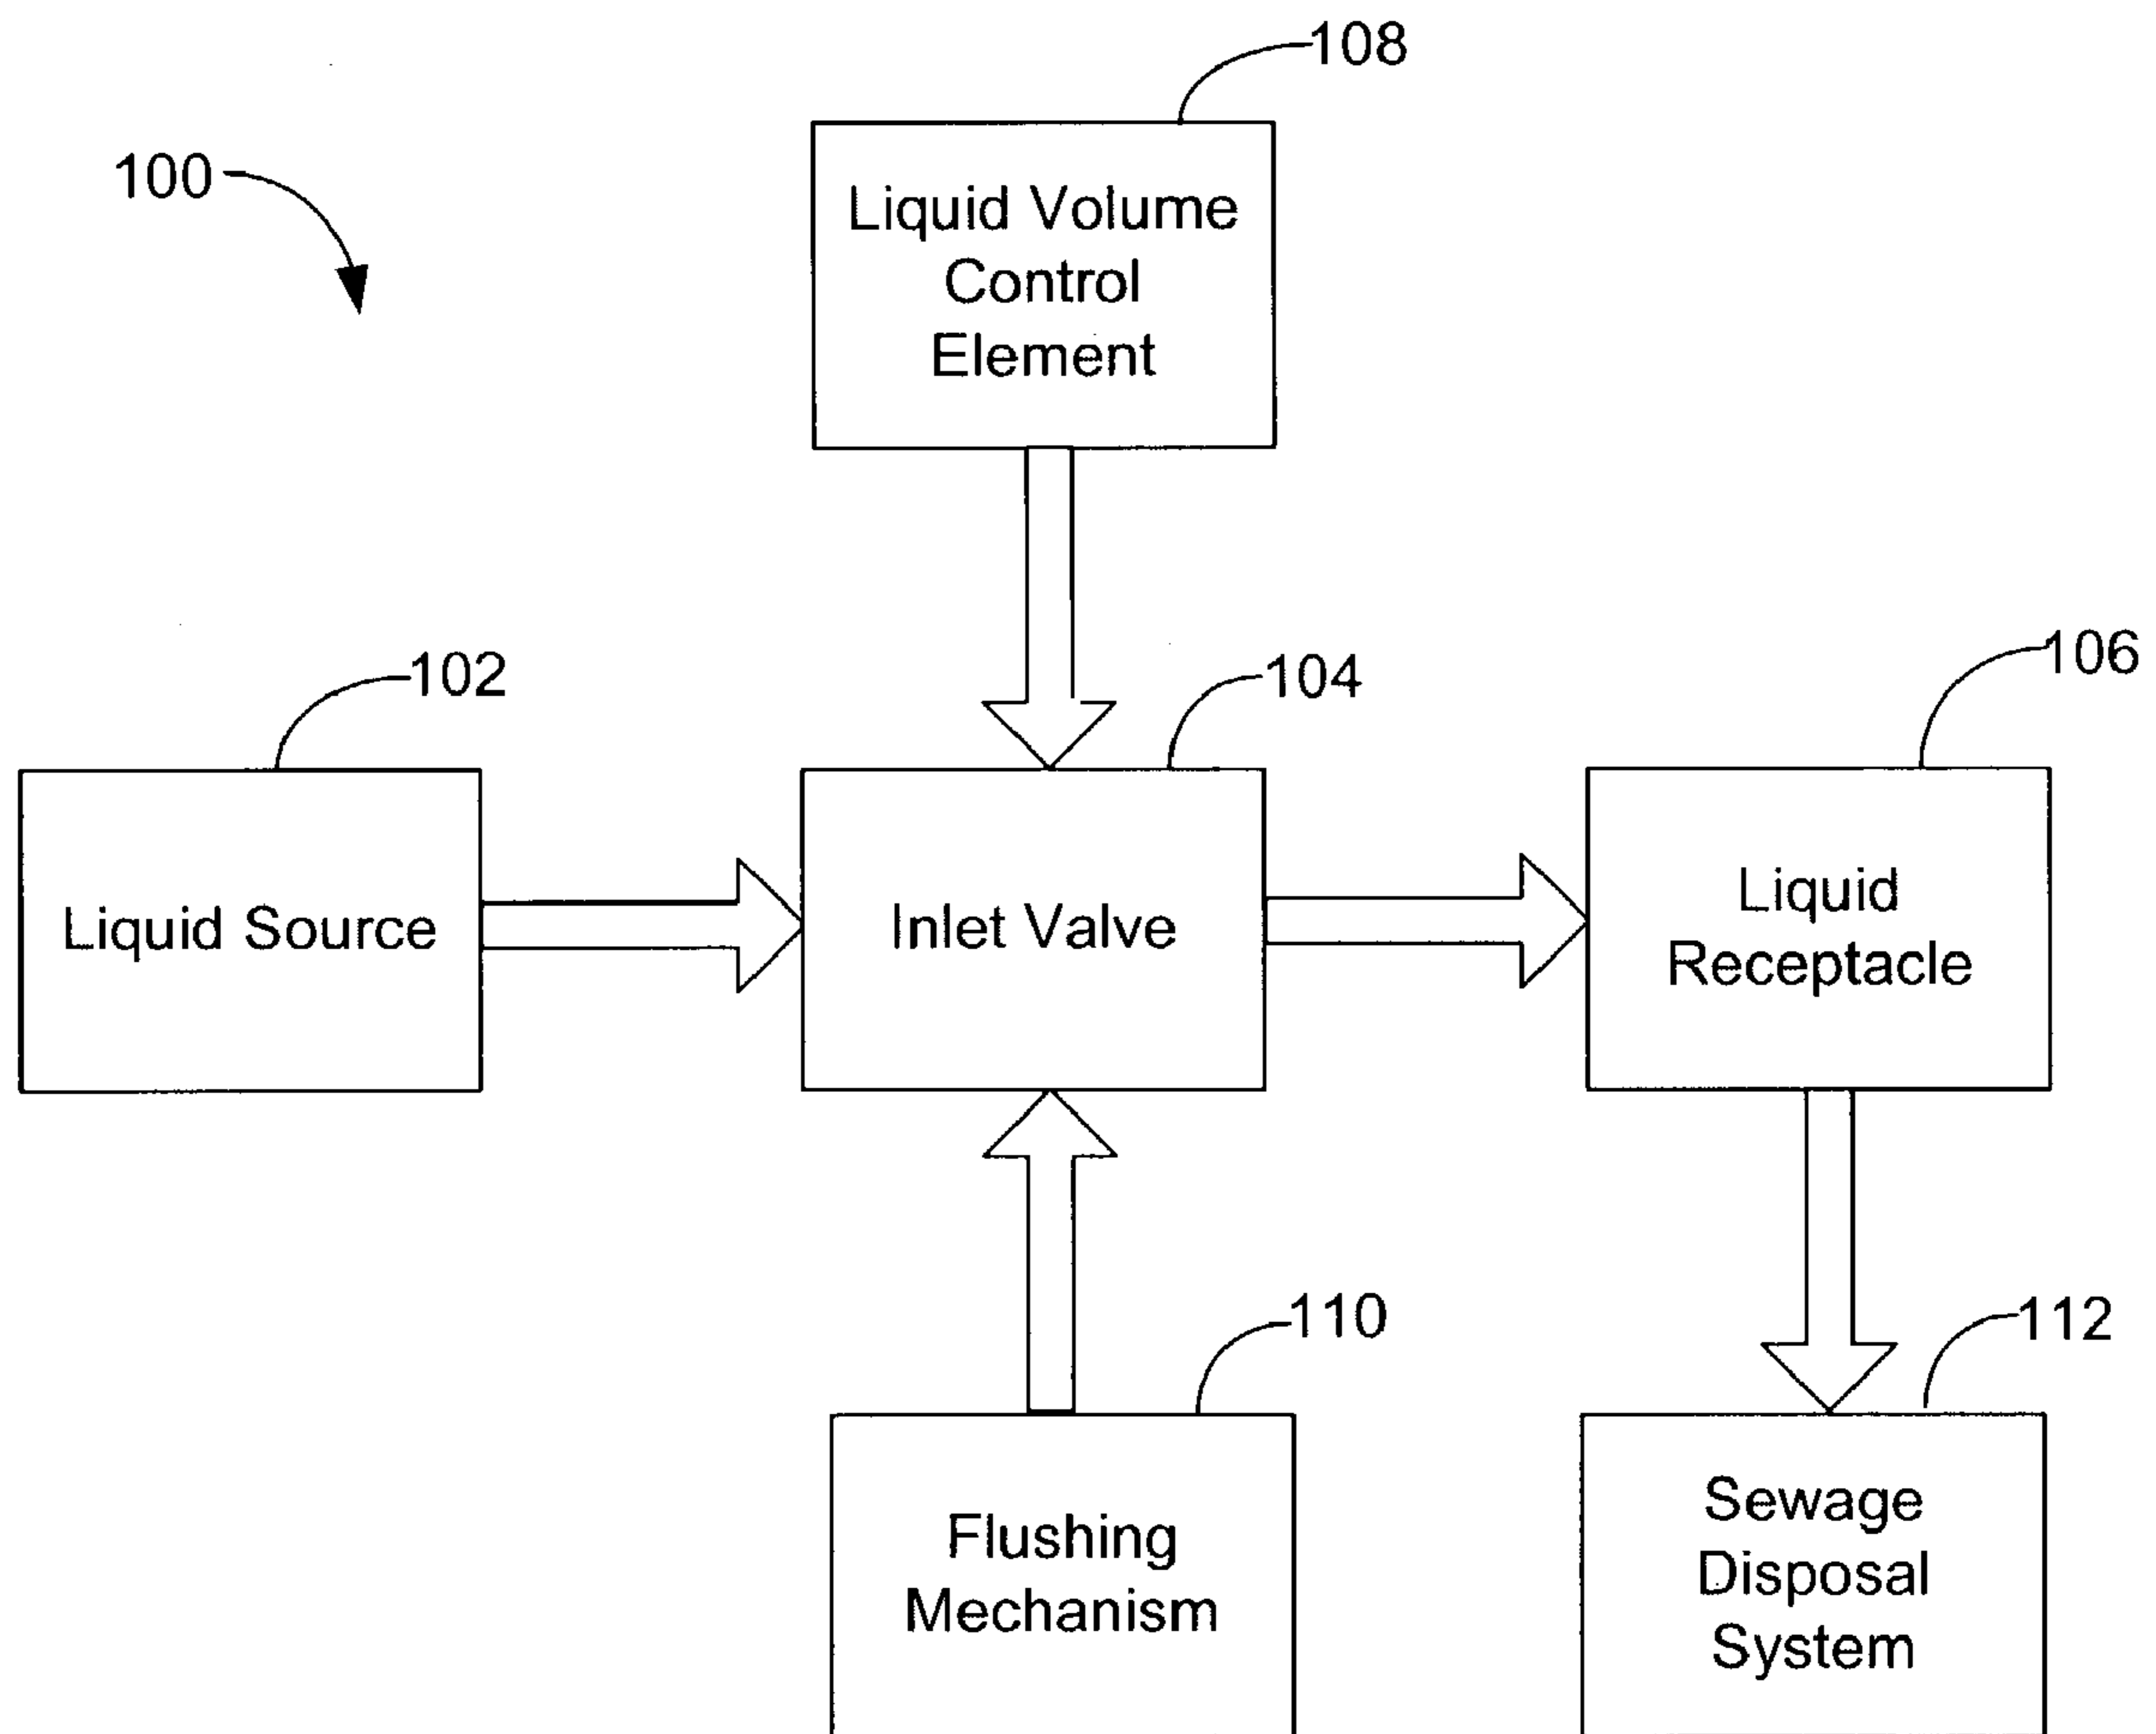 108
100
Liquid Volume
Control
Element
102
104
106
Liquid Source
Inlet Valve
Liquid
Receptacle
110
112
Flushing
Mechanism
Sewage
Disposal
System